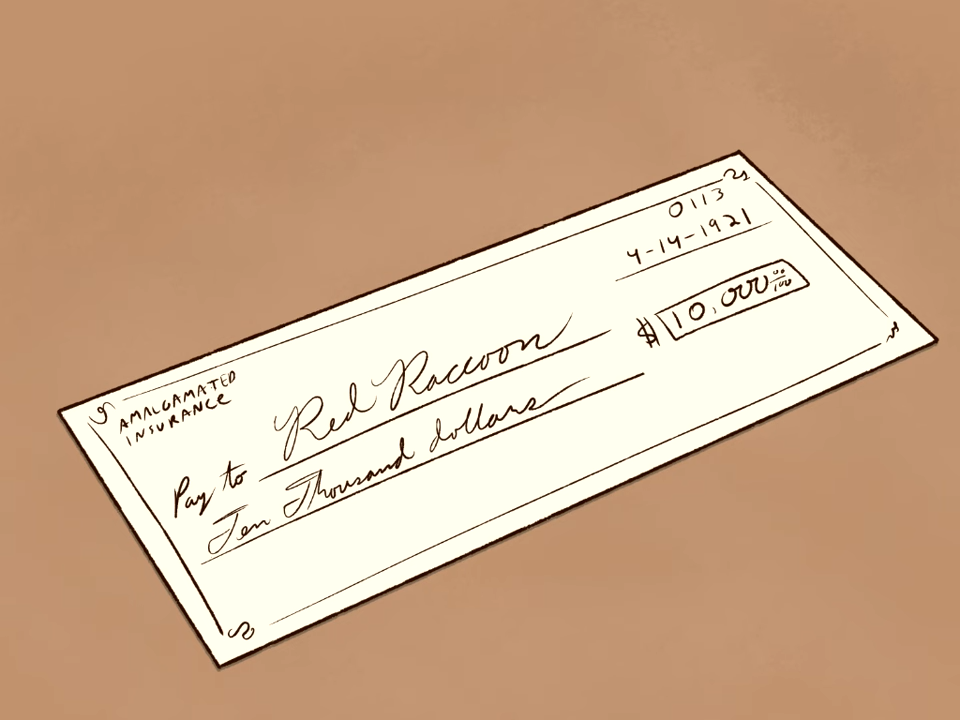 0113
4-14-1921
AMALGAMATED
INSURANCE
Pay to Red Raccoon
$ 10,000 00/100
Ten Thousand dollars